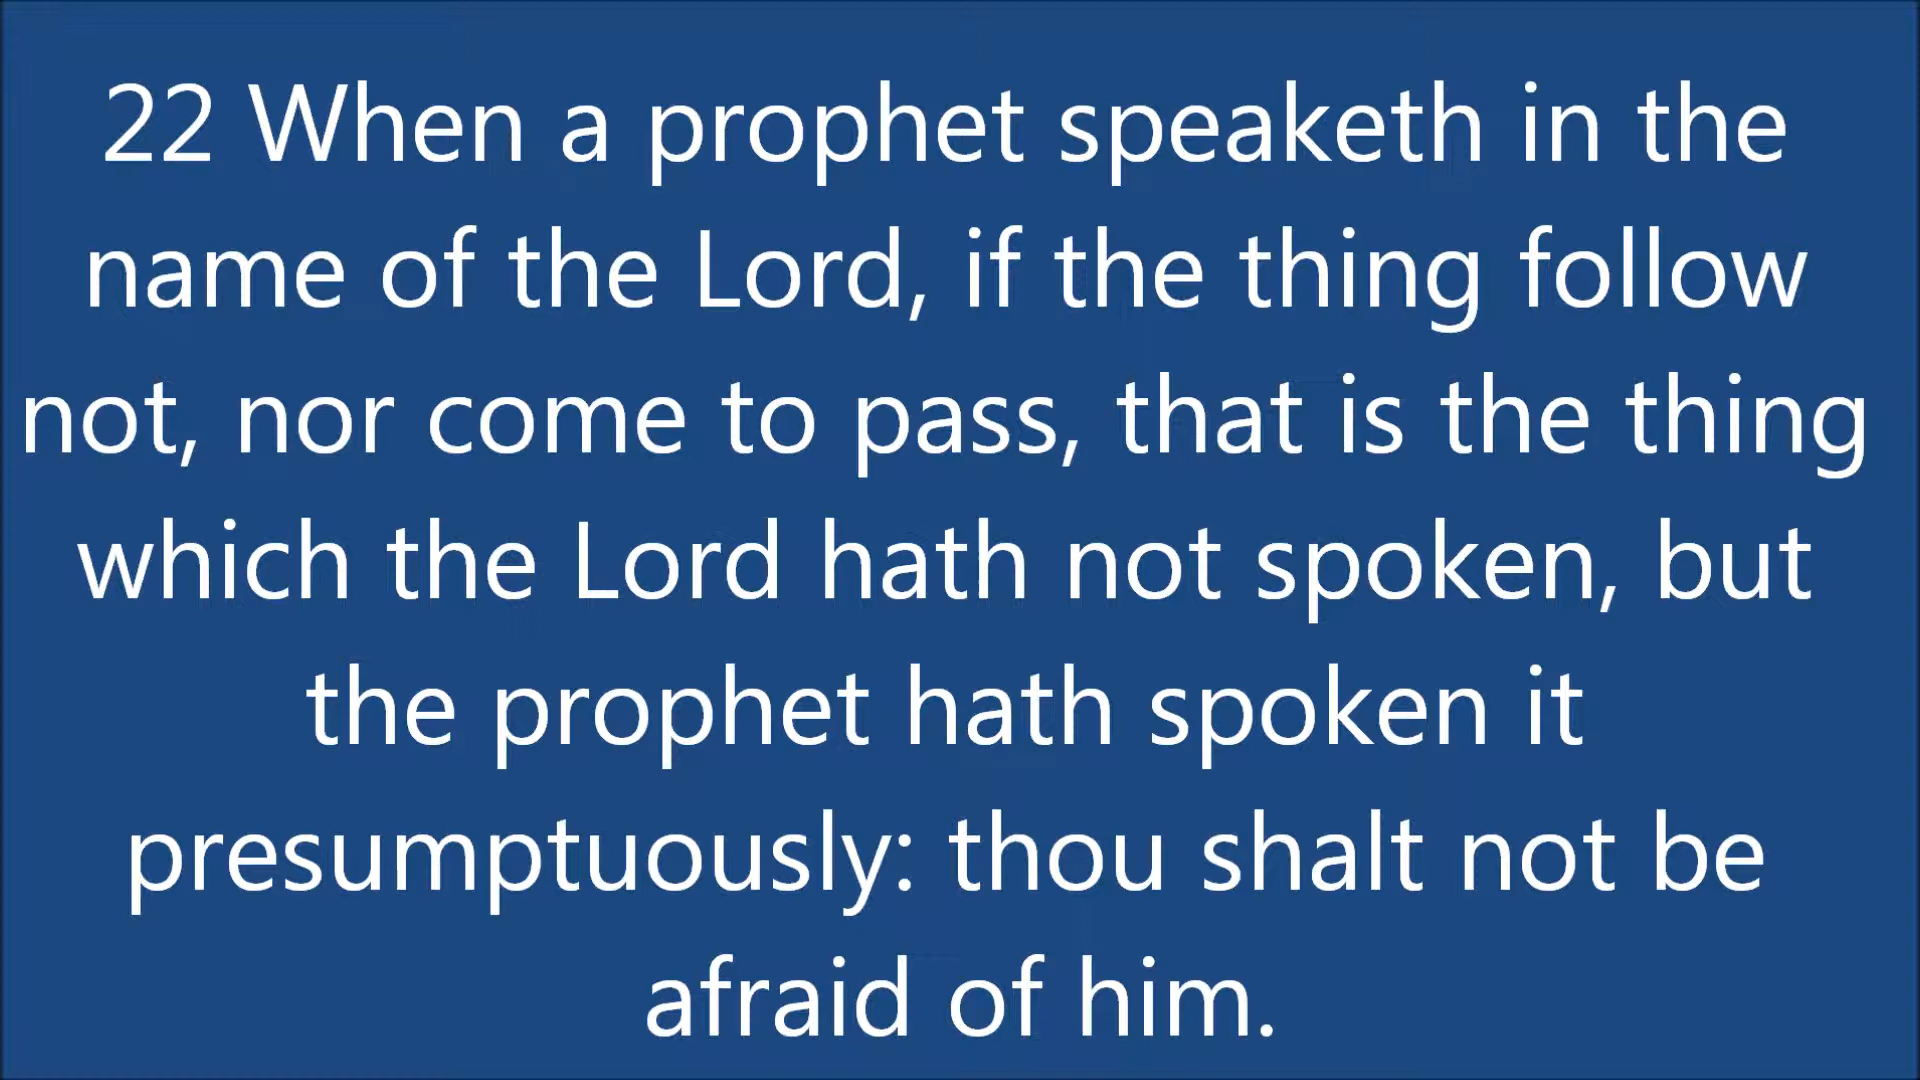 22 When a prophet speaketh in the
name of the Lord, if the thing follow
not, nor come to pass, that is the thing
which the Lord hath not spoken, but
the prophet hath spoken it
presumptuously: thou shalt not be
afraid of him.